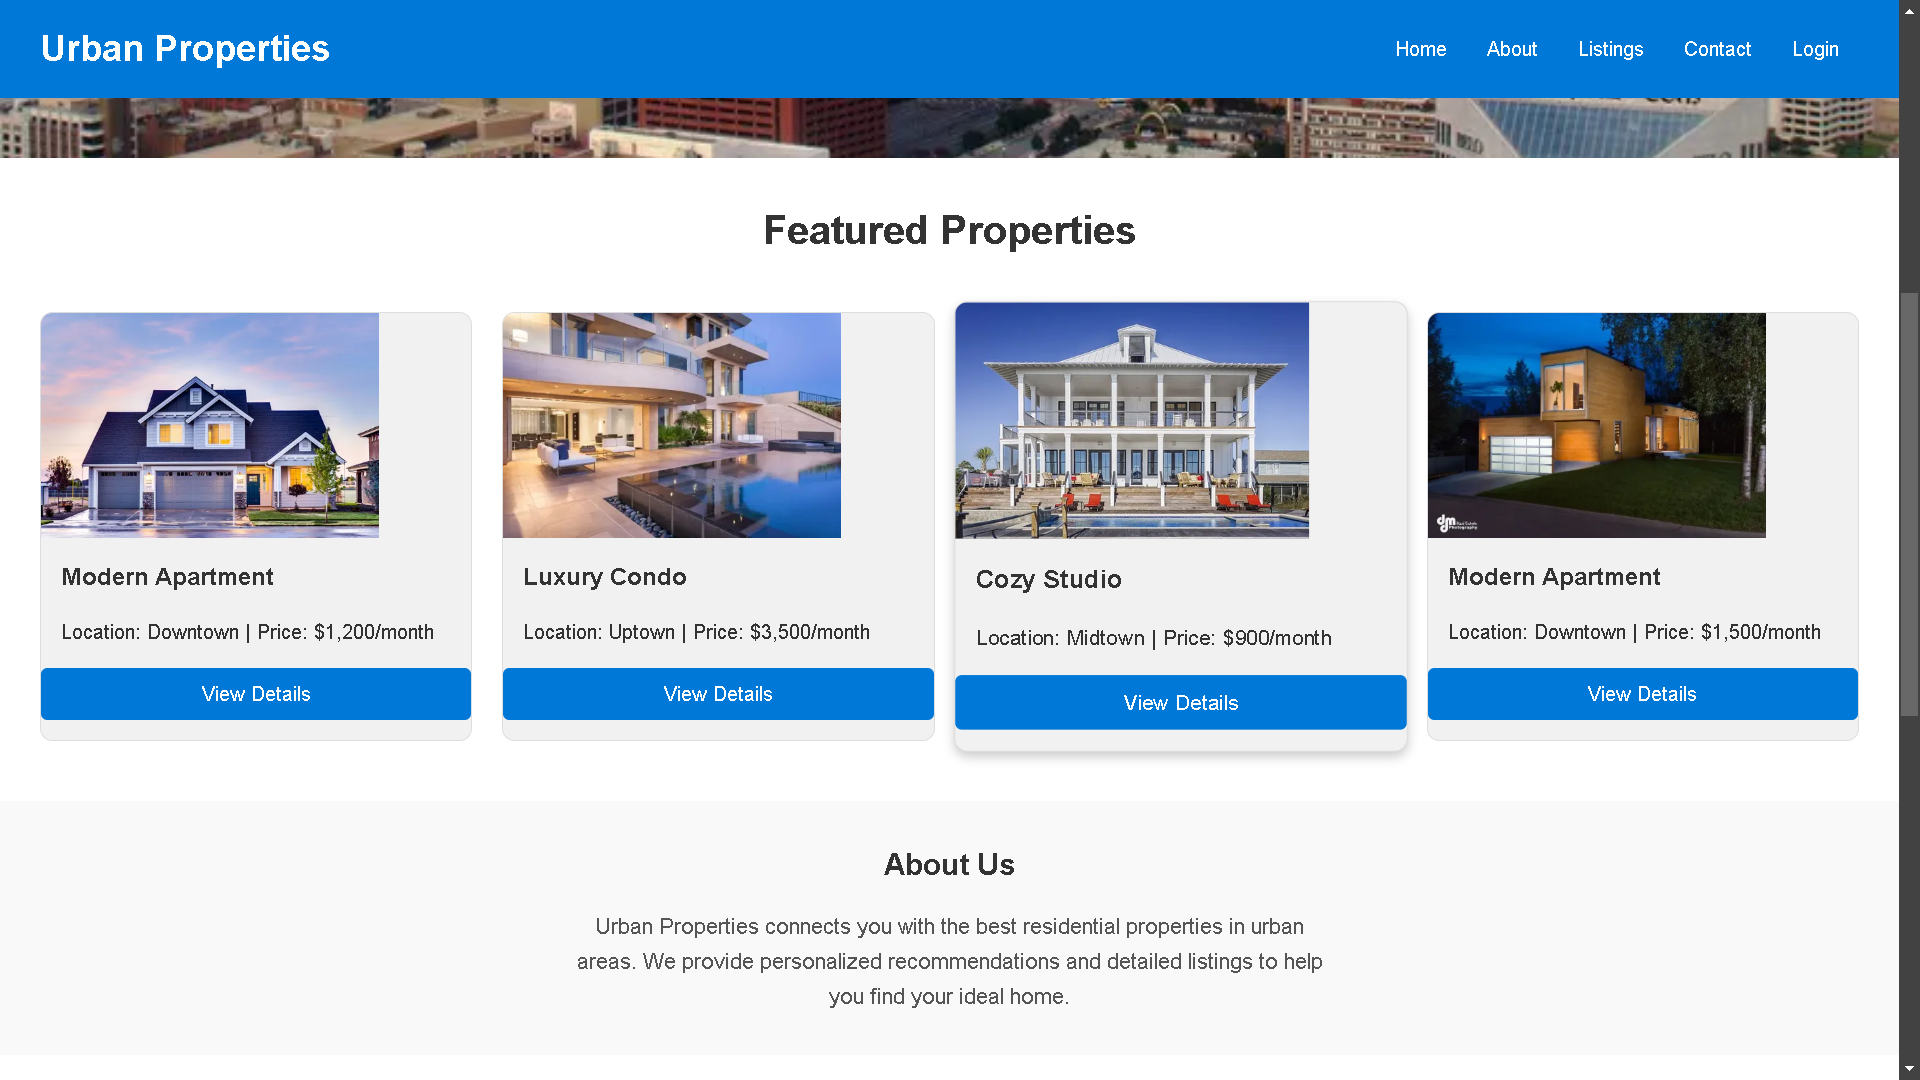 Urban Properties
Home About Listings Contact Login
Featured Properties
Modern Apartment
Location: Downtown | Price: $1,200/month
View Details
Luxury Condo
Location: Uptown | Price: $3,500/month
View Details
Cozy Studio
Location: Midtown | Price: $900/month
View Details
dm Real Estate
Photography
Modern Apartment
Location: Downtown | Price: $1,500/month
View Details
About Us
Urban Properties connects you with the best residential properties in urban
areas. We provide personalized recommendations and detailed listings to help
you find your ideal home.